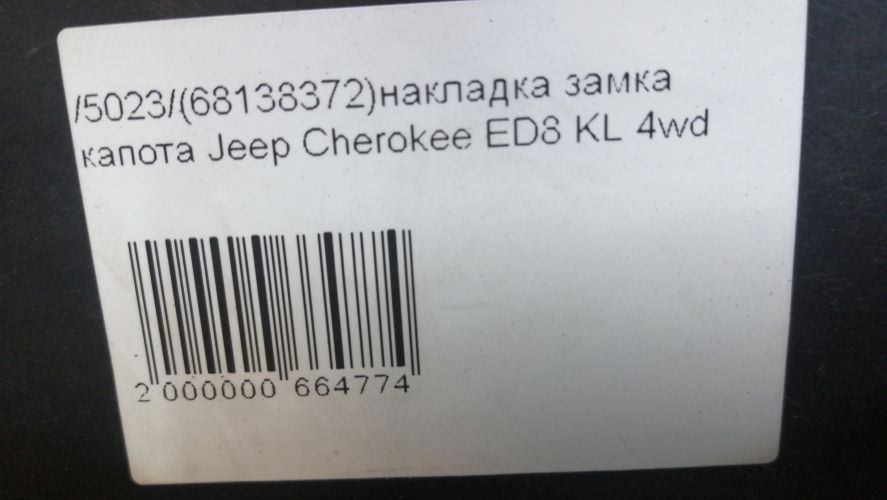 /5023/(68138372)накладка замка
капота Jeep Cherokee ED8 KL 4wd
2 000000 664774